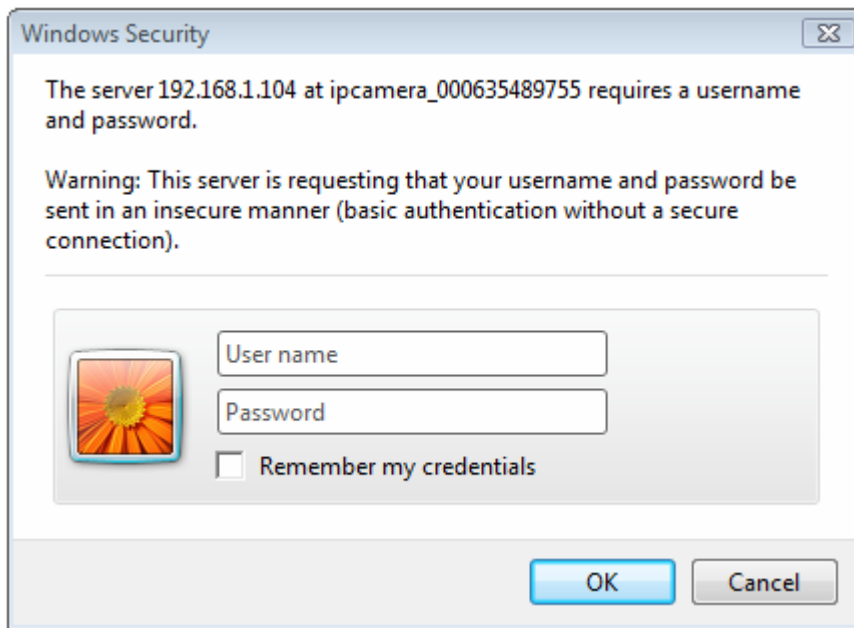 Windows Security
The server 192.168.1.104 at ipcamera_000635489755 requires a username
and password.
Warning: This server is requesting that your username and password be
sent in an insecure manner (basic authentication without a secure
connection).
User name
Password
Remember my credentials
OK
Cancel